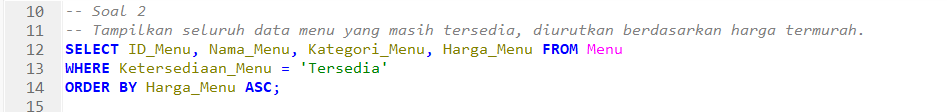 10 -- Soal 2
11 -- Tampilkan seluruh data menu yang masih tersedia, diurutkan berdasarkan harga termurah.
12 SELECT ID_Menu, Nama_Menu, Kategori_Menu, Harga_Menu FROM Menu
13 WHERE Ketersediaan_Menu = 'Tersedia'
14 ORDER BY Harga_Menu ASC;
15